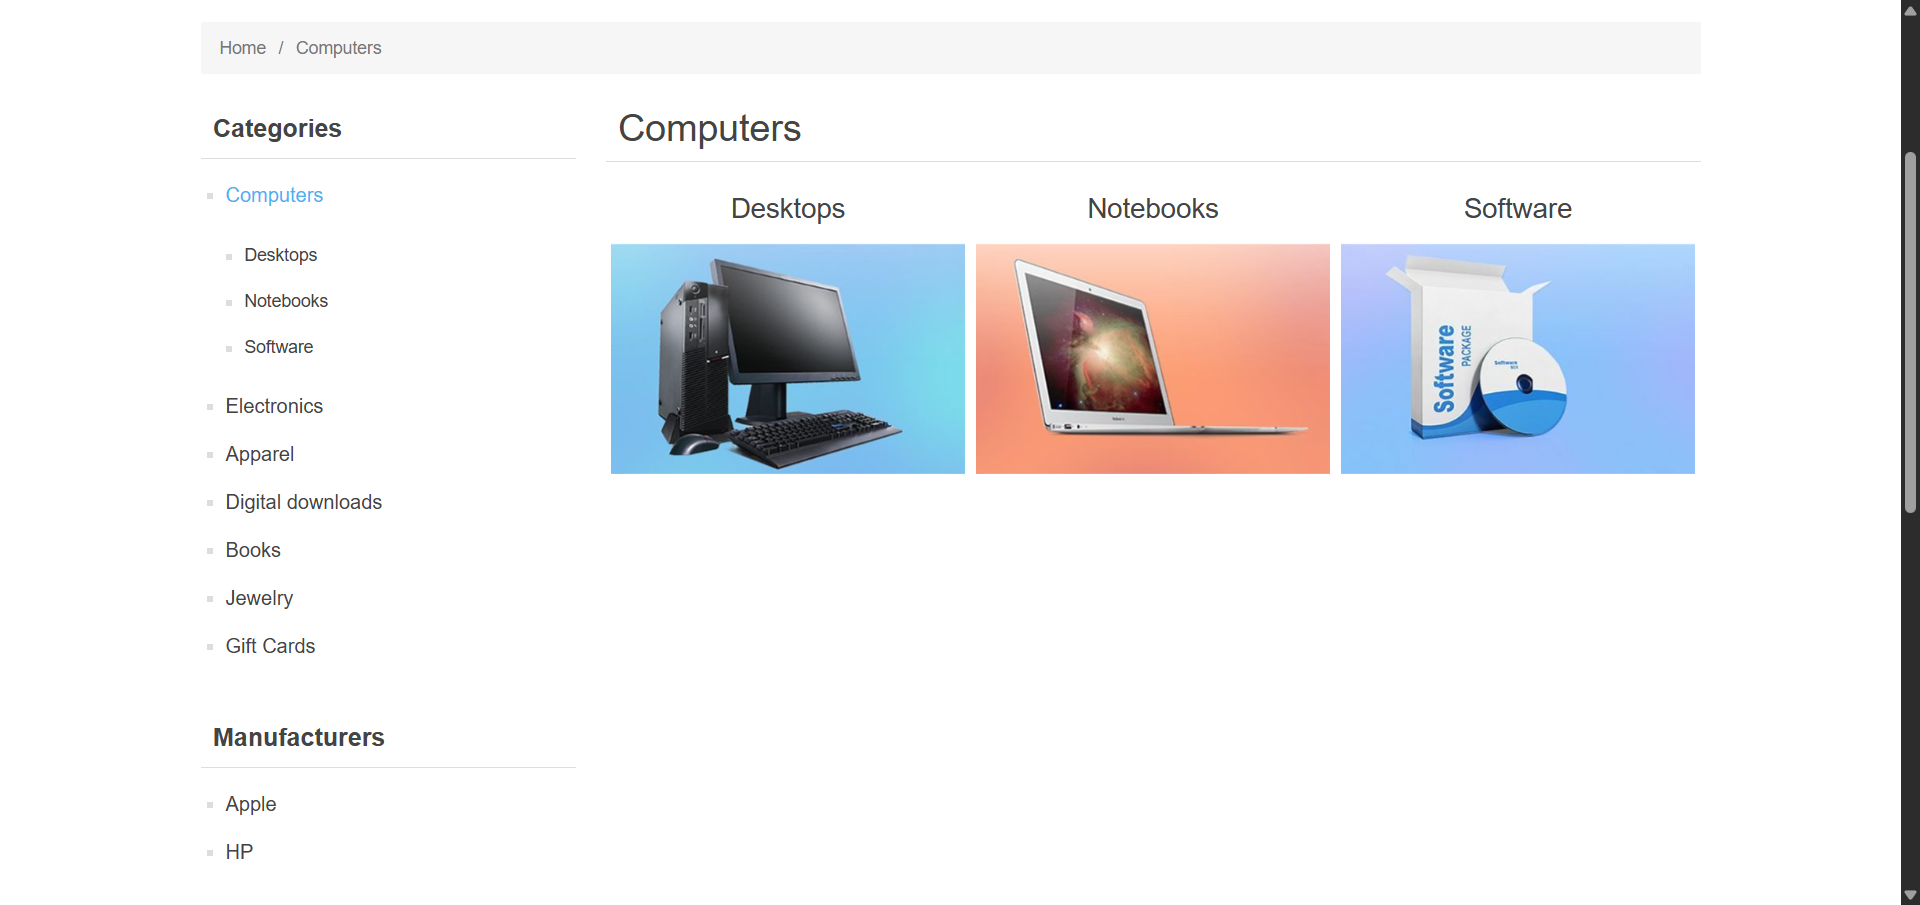 Home / Computers
Categories
Computers
Desktops
Notebooks
Software
Electronics
Apparel
Digital downloads
Books
Jewelry
Gift Cards
Manufacturers
Apple
HP
Computers
Desktops
Notebooks
Software
Software
PACKAGE
Software